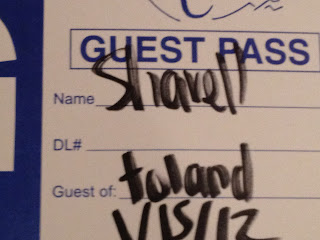 GUEST PASS
Name Sharell
DL#
Guest of: toland
1/15/12